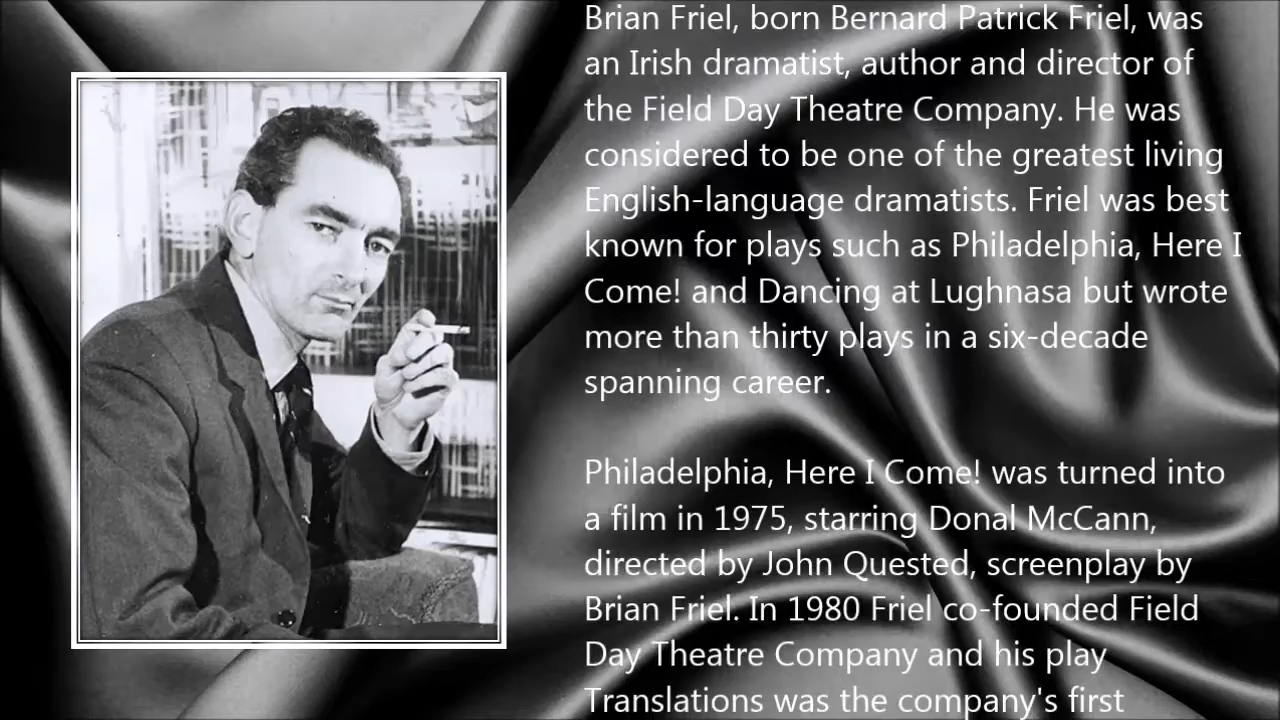 Brian Friel, born Bernard Patrick Friel, was
an Irish dramatist, author and director of
the Field Day Theatre Company. He was
considered to be one of the greatest living
English-language dramatists. Friel was best
known for plays such as Philadelphia, Here I
Come! and Dancing at Lughnasa but wrote
more than thirty plays in a six-decade
spanning career.
Philadelphia, Here I Come! was turned into
a film in 1975, starring Donal McCann,
directed by John Quested, screenplay by
Brian Friel. In 1980 Friel co-founded Field
Day Theatre Company and his play
Translations was the company's first